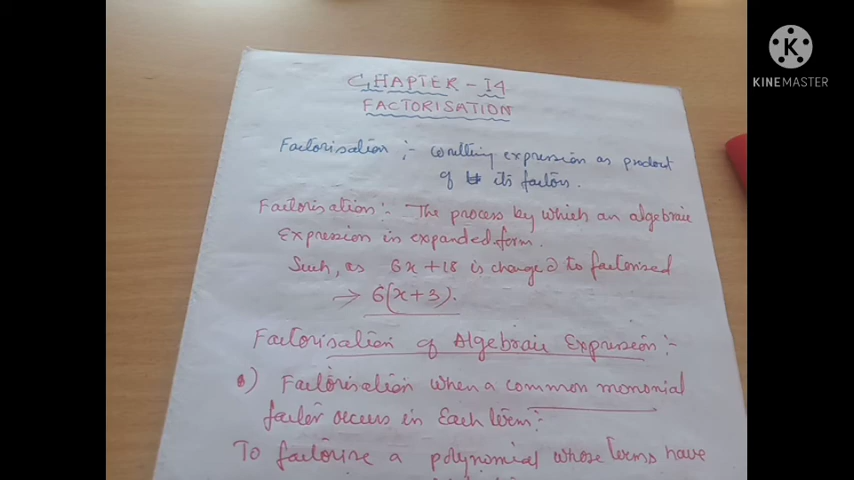 CHAPTER - 14
FACTORISATION
Factorisation :- writting expression as product
of its factors.
Factorisation :- The process by which an algebraic
Expression in expanded form.
Such, as 6x + 18 is changed to factorised
→ 6(x+3).
Factorisation of Algebraic Expression :-
a) Factorisation when a common monomial
factor occurs in Each term :-
To factorise a polynomial whose terms have
K
KINEMASTER